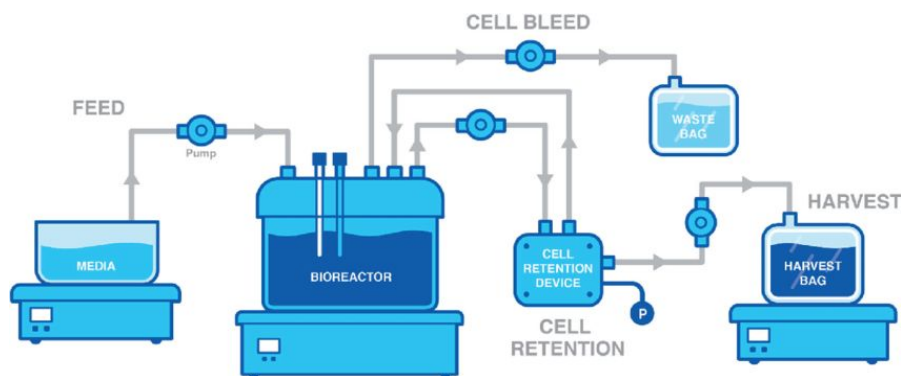 CELL BLEED
FEED
Pump
WASTE
BAG
HARVEST
MEDIA
BIOREACTOR
CELL
RETENTION
DEVICE
HARVEST
BAG
P
CELL
RETENTION